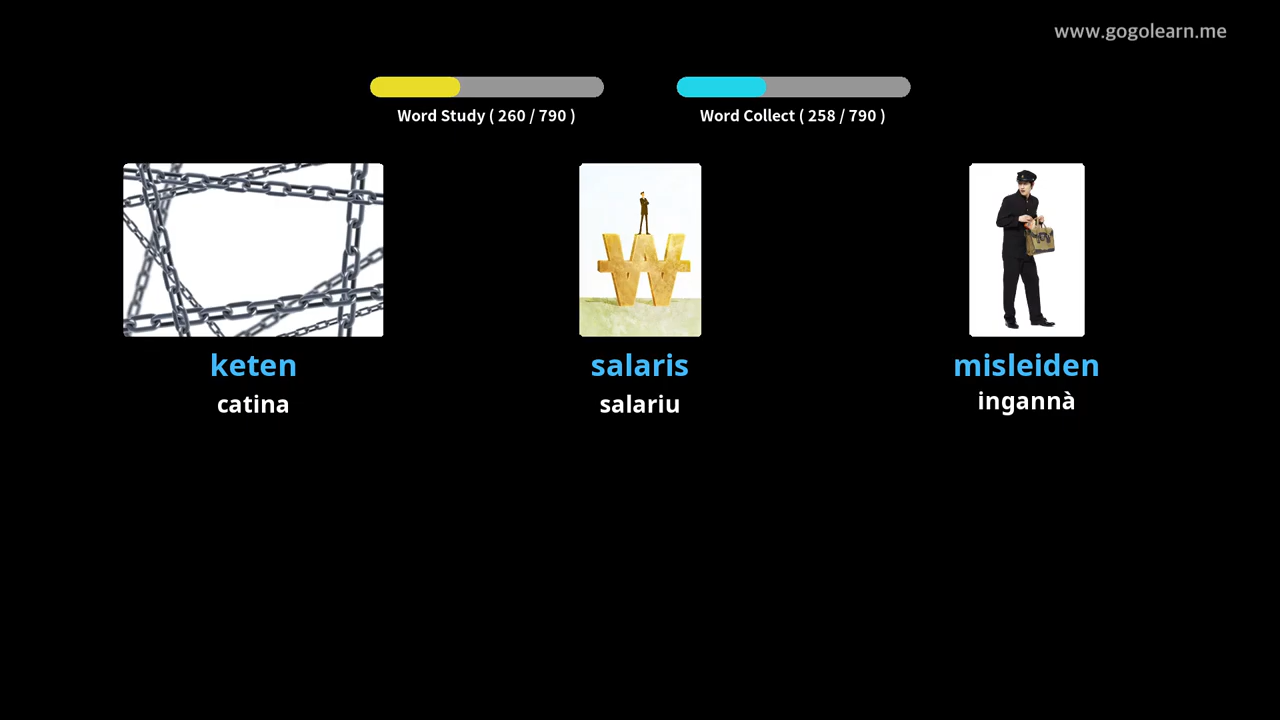 www.gogolearn.me
Word Study ( 260 / 790 )
Word Collect ( 258 / 790 )
keten
salaris
misleiden
catina
salariu
ingannà